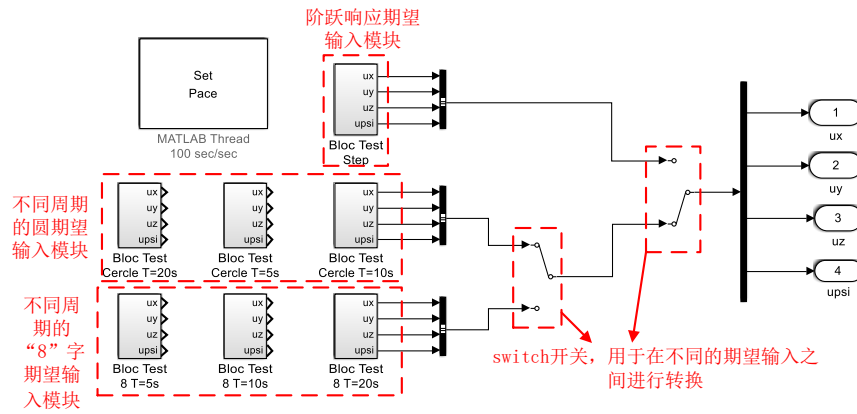 阶跃响应期望
输入模块
Set
Pace
MATLAB Thread
100 sec/sec
ux
uy
uz
upsi
Bloc Test
Step
不同周期
的圆期望
输入模块
ux
uy
uz
upsi
Bloc Test
Cercle T=20s
ux
uy
uz
upsi
Bloc Test
Cercle T=5s
ux
uy
uz
upsi
Bloc Test
Cercle T=10s
不同周
期的
“8”字
期望输
入模块
ux
uy
uz
upsi
Bloc Test
8 T=5s
ux
uy
uz
upsi
Bloc Test
8 T=10s
ux
uy
uz
upsi
Bloc Test
8 T=20s
switch开关，用于在不同的期望输入之
间进行转换
1
ux
2
uy
3
uz
4
upsi